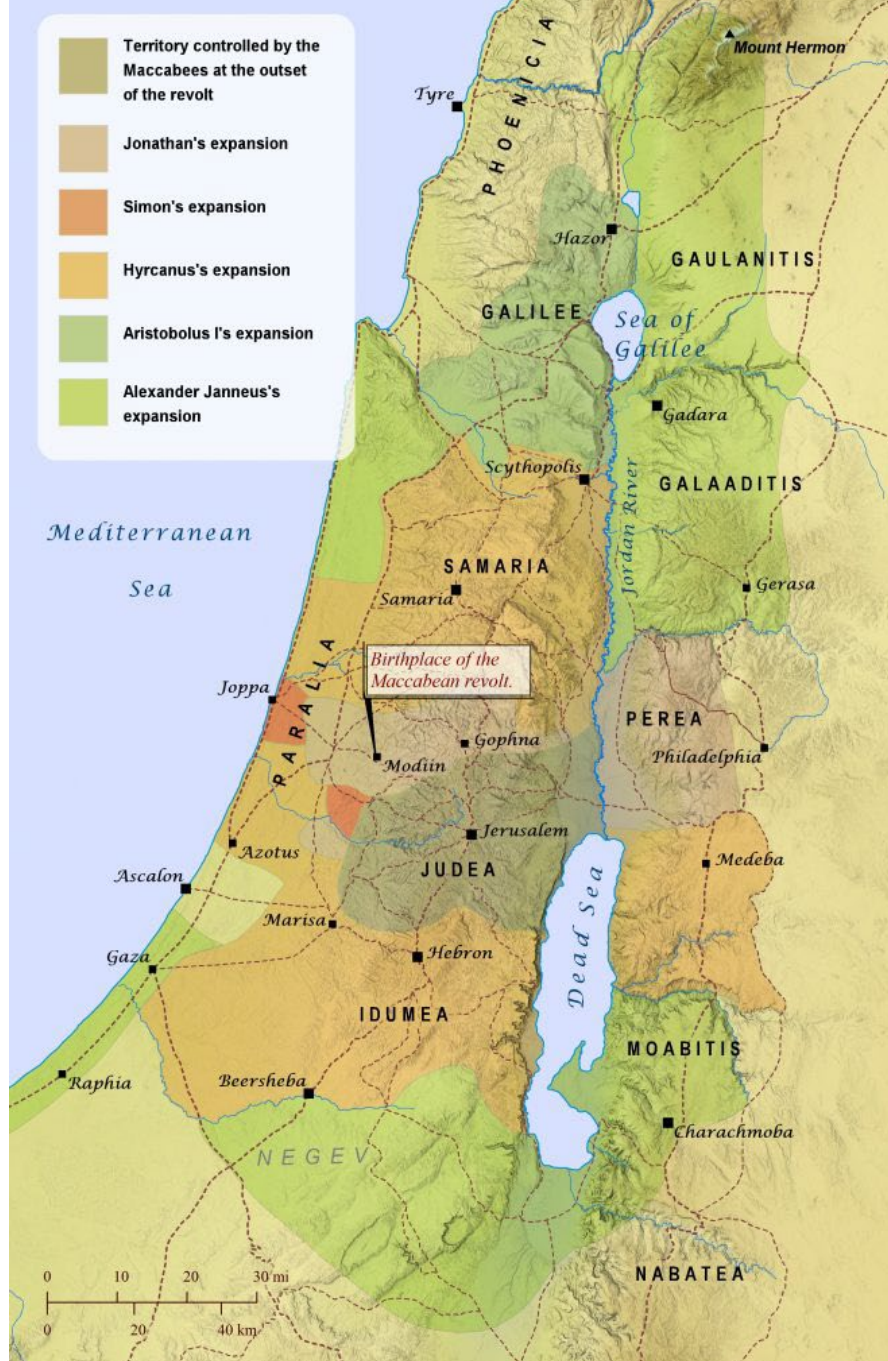 Territory controlled by the
Maccabees at the outset
of the revolt
Jonathan's expansion
Simon's expansion
Hyrcanus's expansion
Aristobolus I's expansion
Alexander Janneus's
expansion
Mount Hermon
Tyre
PHOENICIA
Hazor
GAULANITIS
GALILEE
Sea of
Galilee
Gadara
Scythopolis
GALAADITIS
Mediterranean
Sea
Jordan River
SAMARIA
Samaria
Gerasa
PARALIA
Birthplace of the
Maccabean revolt.
Joppa
PEREA
Gophna
Modiin
Philadelphia
Jerusalem
Azotus
JUDEA
Medeba
Ascalon
Marisa
Dead Sea
Gaza
Hebron
IDUMEA
MOABITIS
Raphia
Beersheba
Charachmoba
NEGEV
0 10 20 30 mi
0 20 40 km
NABATEA